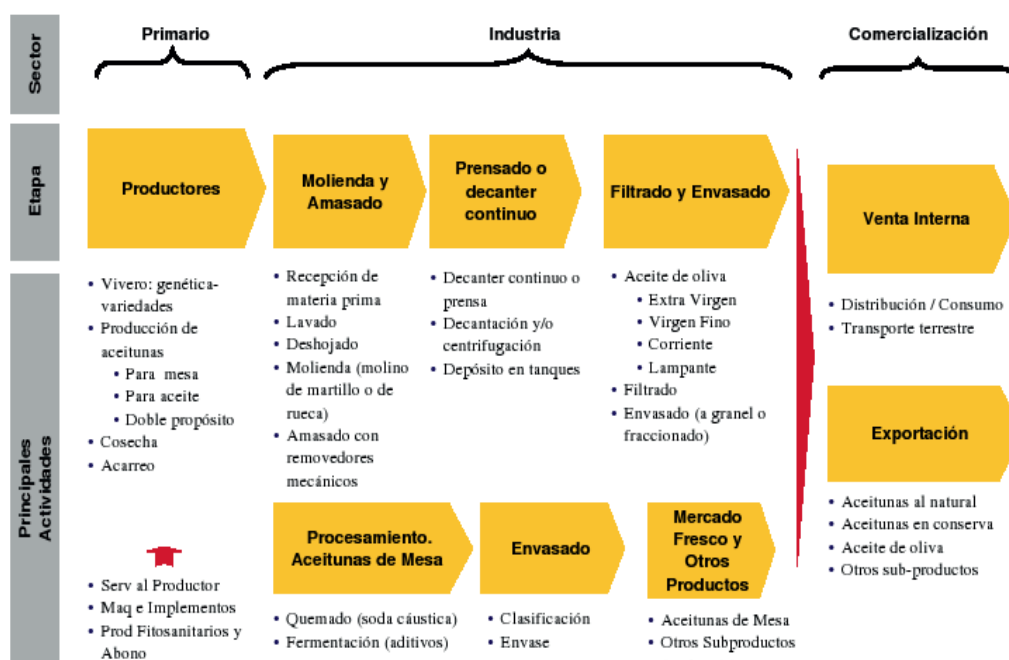 Sector
Primario
Industria
Comercialización
Etapa
Productores
Molienda y
Amasado
Prensado o
decanter
continuo
Filtrado y Envasado
Venta Interna
Principales
Actividades
• Vivero: genética-
variedades
• Producción de
aceitunas
• Para mesa
• Para aceite
• Doble propósito
• Cosecha
• Acarreo
• Recepción de
materia prima
• Lavado
• Deshojado
• Molienda (molino
de martillo o de
rueca)
• Amasado con
removedores
mecánicos
• Decanter continuo o
prensa
• Decantación y/o
centrifugación
• Depósito en tanques
• Aceite de oliva
• Extra Virgen
• Virgen Fino
• Corriente
• Lampante
• Filtrado
• Envasado (a granel o
fraccionado)
• Distribución / Consumo
• Transporte terrestre
Exportación
• Aceitunas al natural
• Aceitunas en conserva
• Aceite de oliva
• Otros sub-productos
• Serv al Productor
• Maq e Implementos
• Prod Fitosanitarios y
Abono
Procesamiento.
Aceitunas de Mesa
• Quemado (soda cáustica)
• Fermentación (aditivos)
Envasado
• Clasificación
• Envase
Mercado
Fresco y
Otros
Productos
• Aceitunas de Mesa
• Otros Subproductos